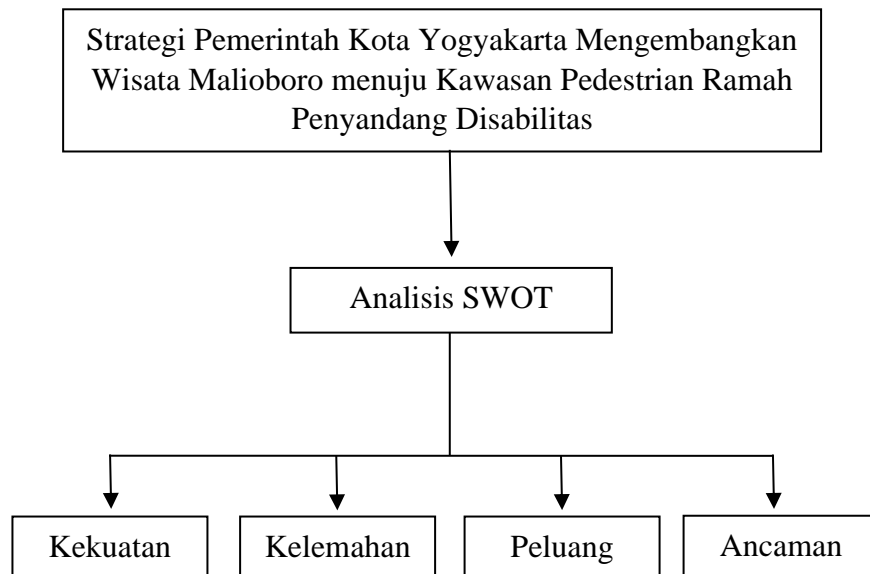 Strategi Pemerintah Kota Yogyakarta Mengembangkan
Wisata Malioboro menuju Kawasan Pedestrian Ramah
Penyandang Disabilitas
Analisis SWOT
Kekuatan
Kelemahan
Peluang
Ancaman